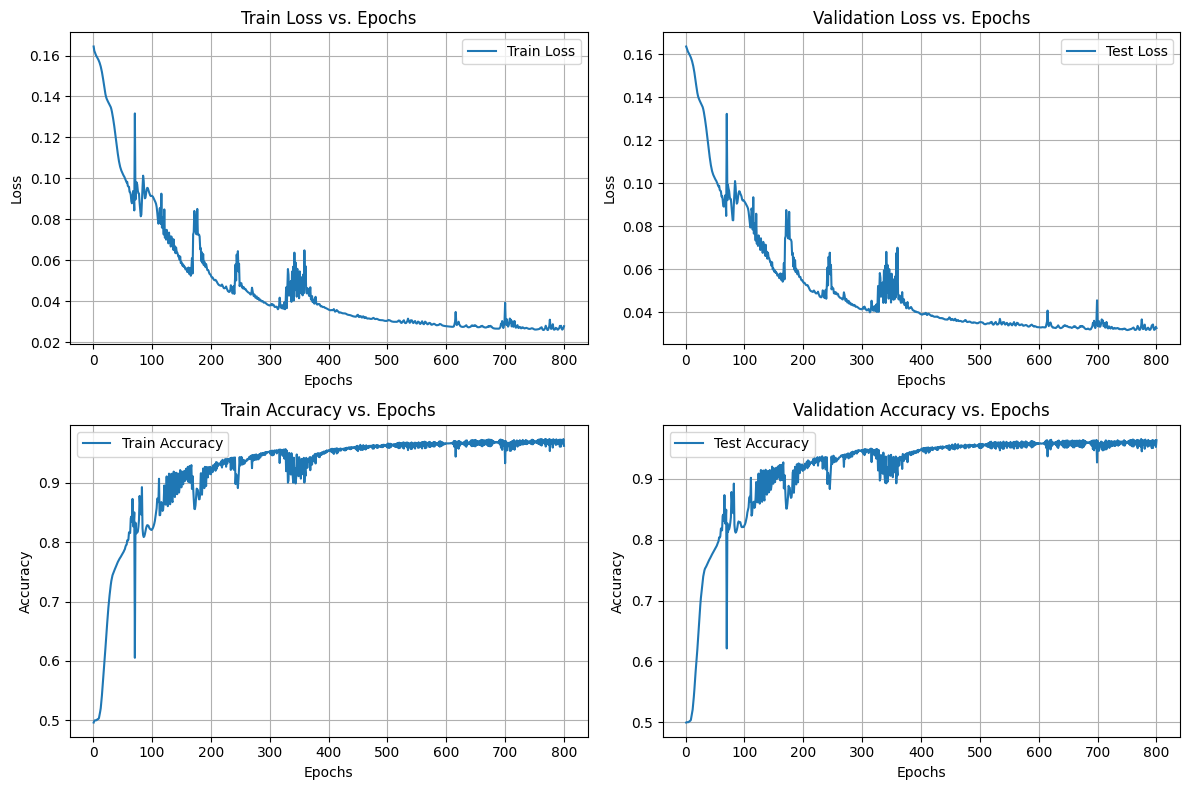 Train Loss vs. Epochs
Train Loss
Loss
0.16
0.14
0.12
0.10
0.08
0.06
0.04
0.02
0 100 200 300 400 500 600 700 800
Epochs
Validation Loss vs. Epochs
Test Loss
Loss
0.16
0.14
0.12
0.10
0.08
0.06
0.04
0 100 200 300 400 500 600 700 800
Epochs
Train Accuracy vs. Epochs
Train Accuracy
Accuracy
0.9
0.8
0.7
0.6
0.5
0 100 200 300 400 500 600 700 800
Epochs
Validation Accuracy vs. Epochs
Test Accuracy
Accuracy
0.9
0.8
0.7
0.6
0.5
0 100 200 300 400 500 600 700 800
Epochs